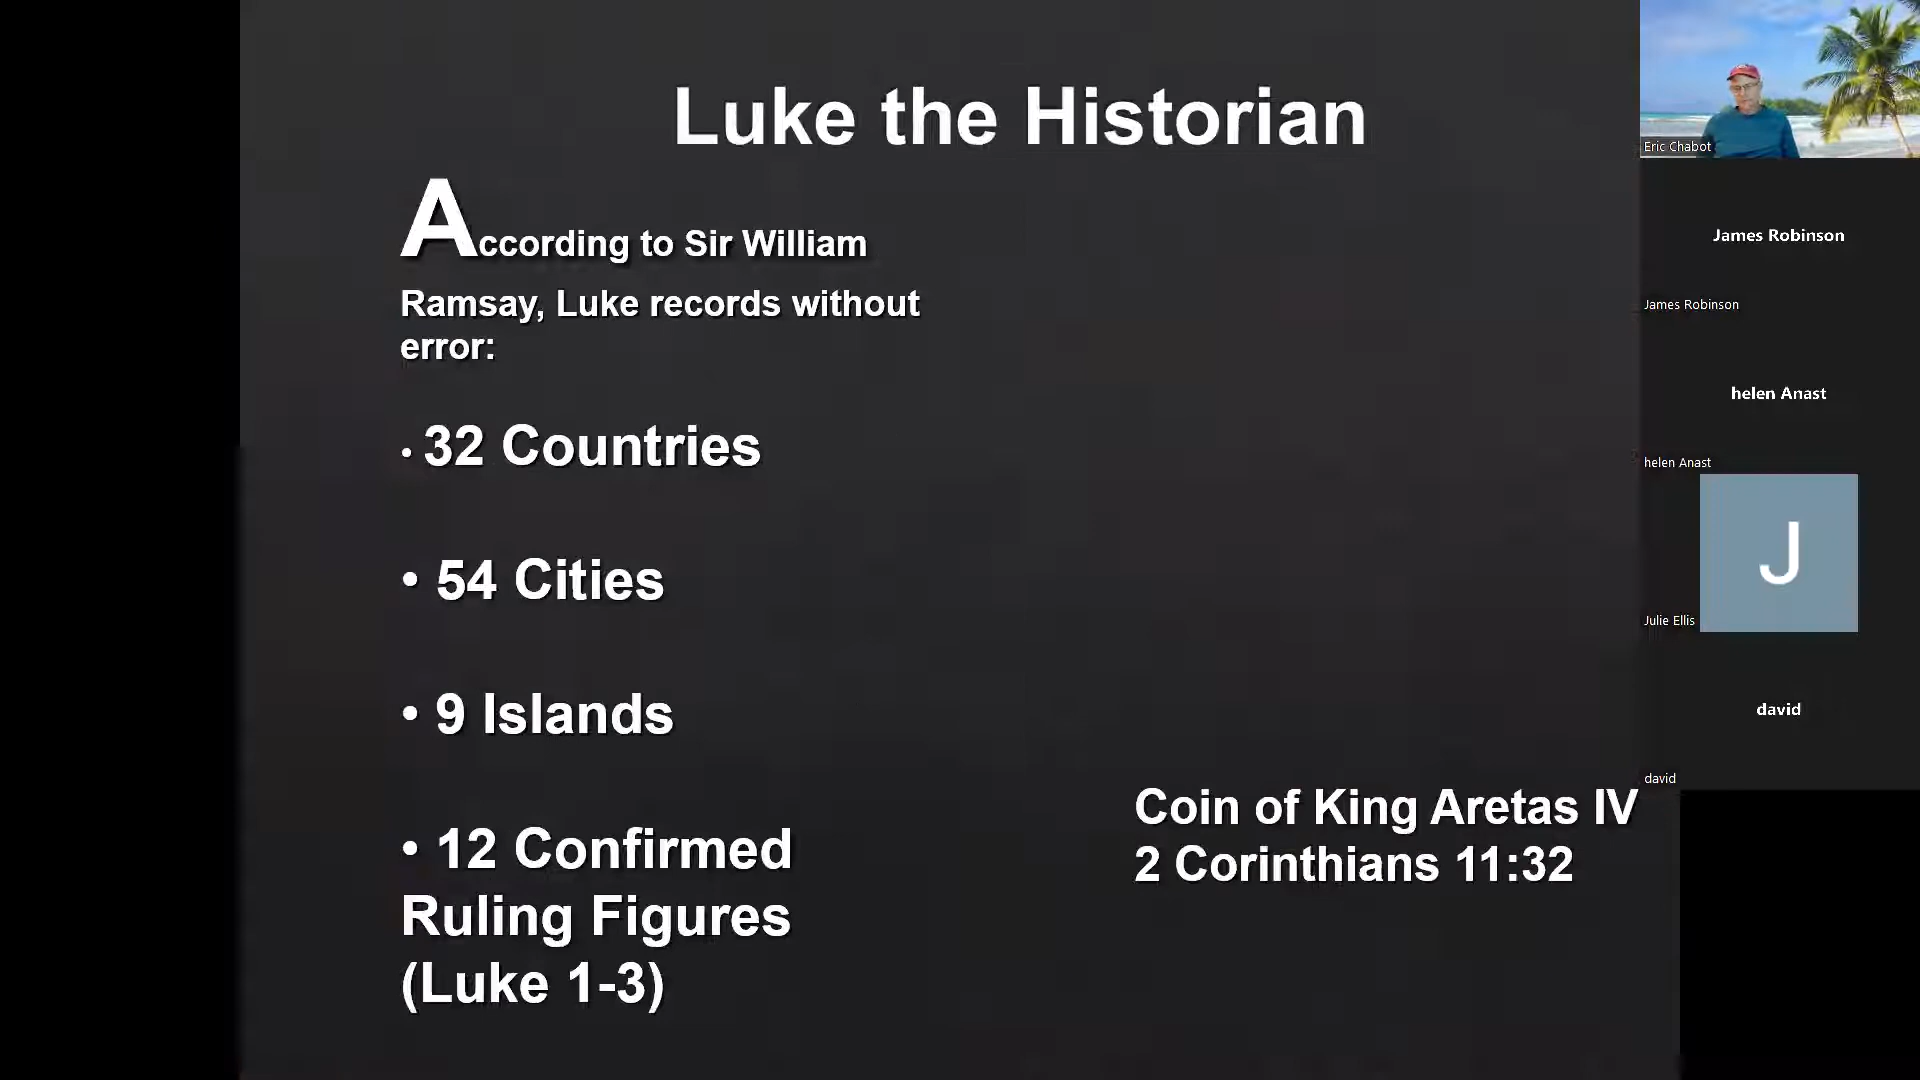 Luke the Historian
According to Sir William
Ramsay, Luke records without
error:
• 32 Countries
• 54 Cities
• 9 Islands
• 12 Confirmed
Ruling Figures
(Luke 1-3)
Coin of King Aretas IV
2 Corinthians 11:32
Eric Chabot
James Robinson
James Robinson
helen Anast
helen Anast
J
Julie Ellis
david
david